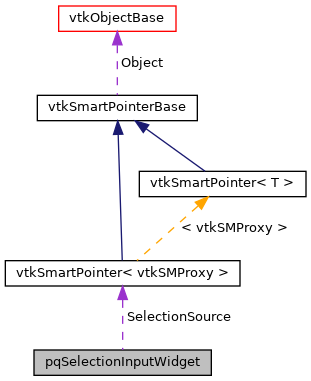 vtkObjectBase
Object
vtkSmartPointerBase
vtkSmartPointer< T >
< vtkSMProxy >
vtkSmartPointer< vtkSMProxy >
SelectionSource
pqSelectionInputWidget